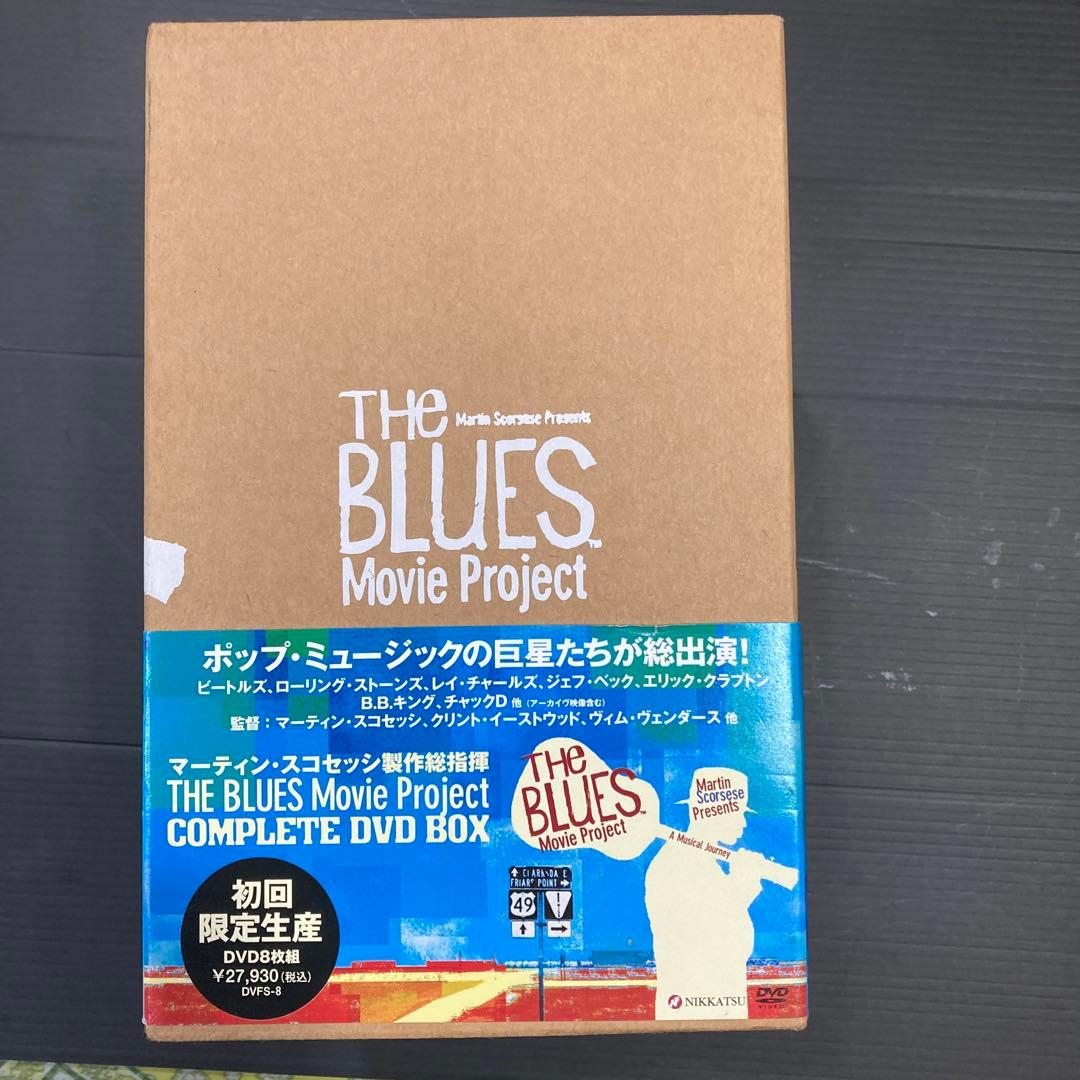 THe
Martin Scorsese Presents
BLUES™
Movie Project
ポップ・ミュージックの巨星たちが総出演!
ビートルズ、ローリング・ストーンズ、レイ・チャールズ、ジェフ・ベック、エリック・クラプトン
B.B.キング、チャックD 他 (アーカイヴ映像含む)
監督:マーティン・スコセッシ、クリント・イーストウッド、ヴィム・ヴェンダース 他
マーティン・スコセッシ製作総指揮
THE BLUES Movie Project
COMPLETE DVD BOX
THe
BLUES™
Movie Project
Martin
Scorsese
Presents
A Musical Journey
FRIARS POINT
49
初回
限定生産
DVD8枚組
¥27,930(税込)
DVFS-8
NIKKATSU
DVD
VIDEO